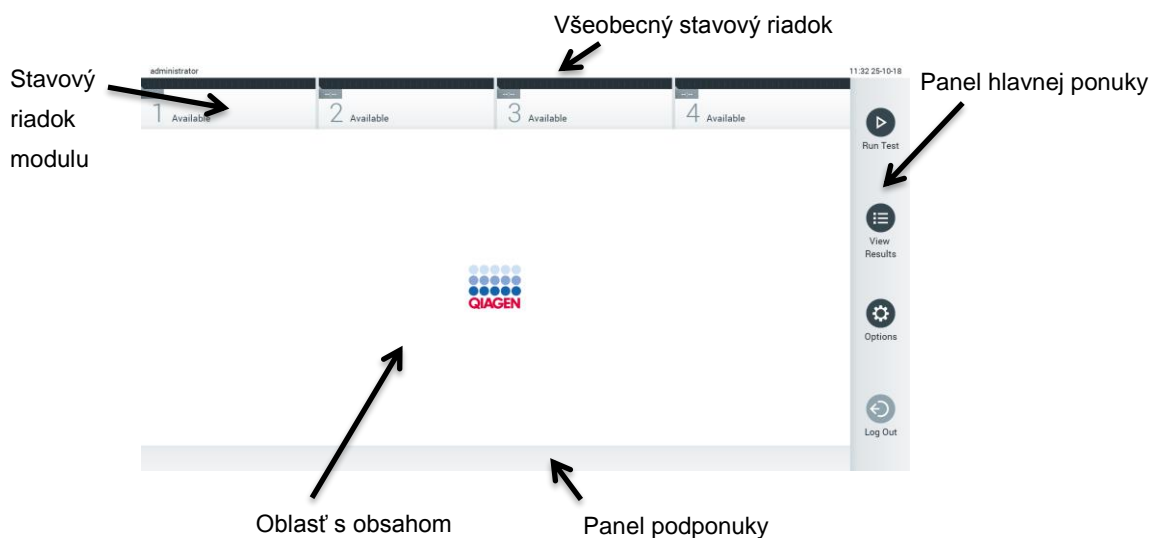 Všeobecný stavový riadok
Stavový
riadok
modulu
Panel hlavnej ponuky
administrator
11:32 25-10-18
--:--
1 Available
--:--
2 Available
--:--
3 Available
--:--
4 Available
Run Test
View
Results
QIAGEN
Options
Log Out
Oblasť s obsahom
Panel podponuky